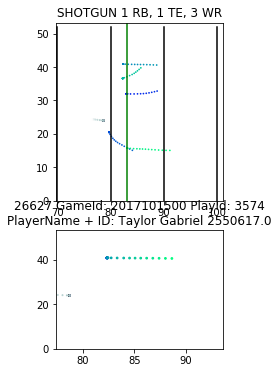 SHOTGUN 1 RB, 1 TE, 3 WR
50
40
30
20
10
0
70 80 90 100
26627 GameId: 2017101500 PlayId: 3574
PlayerName + ID: Taylor Gabriel 2550617.0
40
20
0
80 85 90